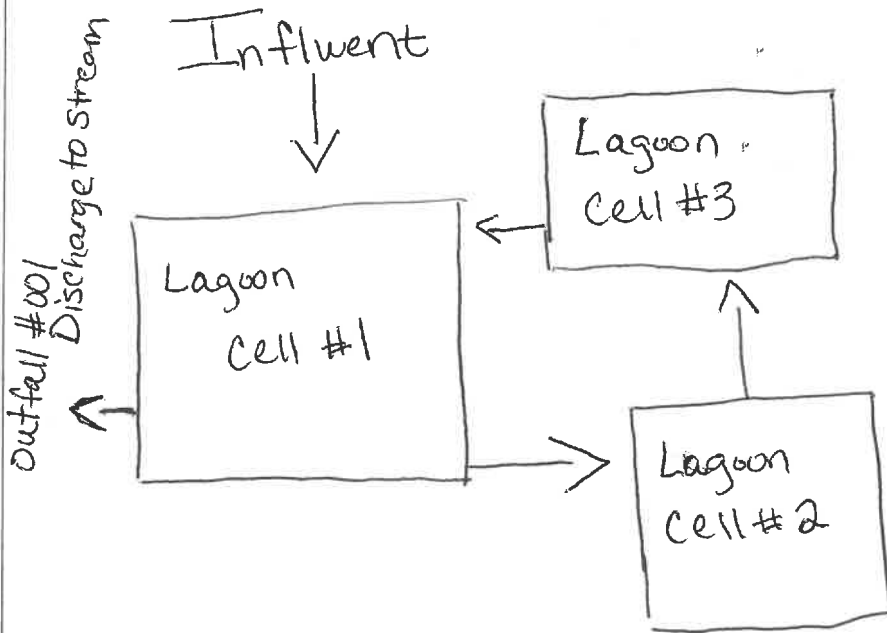 Influent
Outfall #001
Discharge to Stream
Lagoon
Cell #1
Lagoon
Cell #3
Lagoon
Cell #2